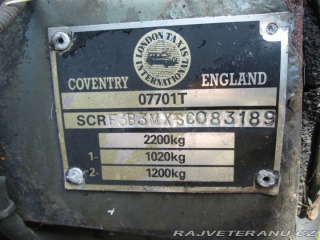 LONDON TAXIS
INTERNATIONAL
COVENTRY ENGLAND
07701T
SCRF3B3MXSC083189
2200kg
1- 1020kg
2- 1200kg
RAJVETERANU.CZ